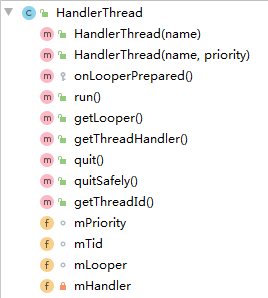 C HandlerThread
m HandlerThread(name)
m HandlerThread(name, priority)
m onLooperPrepared()
m run()
m getLooper()
m getThreadHandler()
m quit()
m quitSafely()
m getThreadId()
f mPriority
f mTid
f mLooper
f mHandler